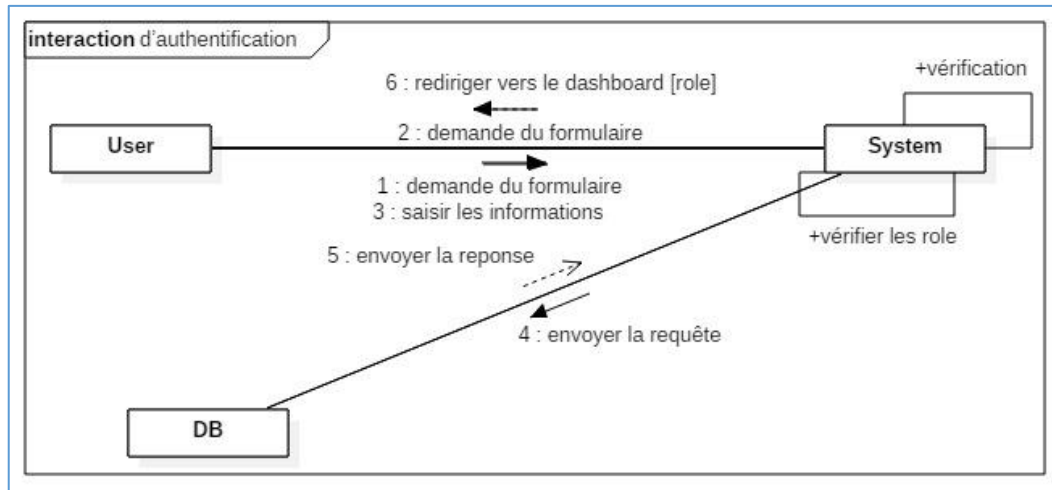 interaction d'authentification
+vérification
6 : rediriger vers le dashboard [role]
2 : demande du formulaire
User
System
1 : demande du formulaire
3 : saisir les informations
+vérifier les role
5 : envoyer la reponse
4 : envoyer la requête
DB